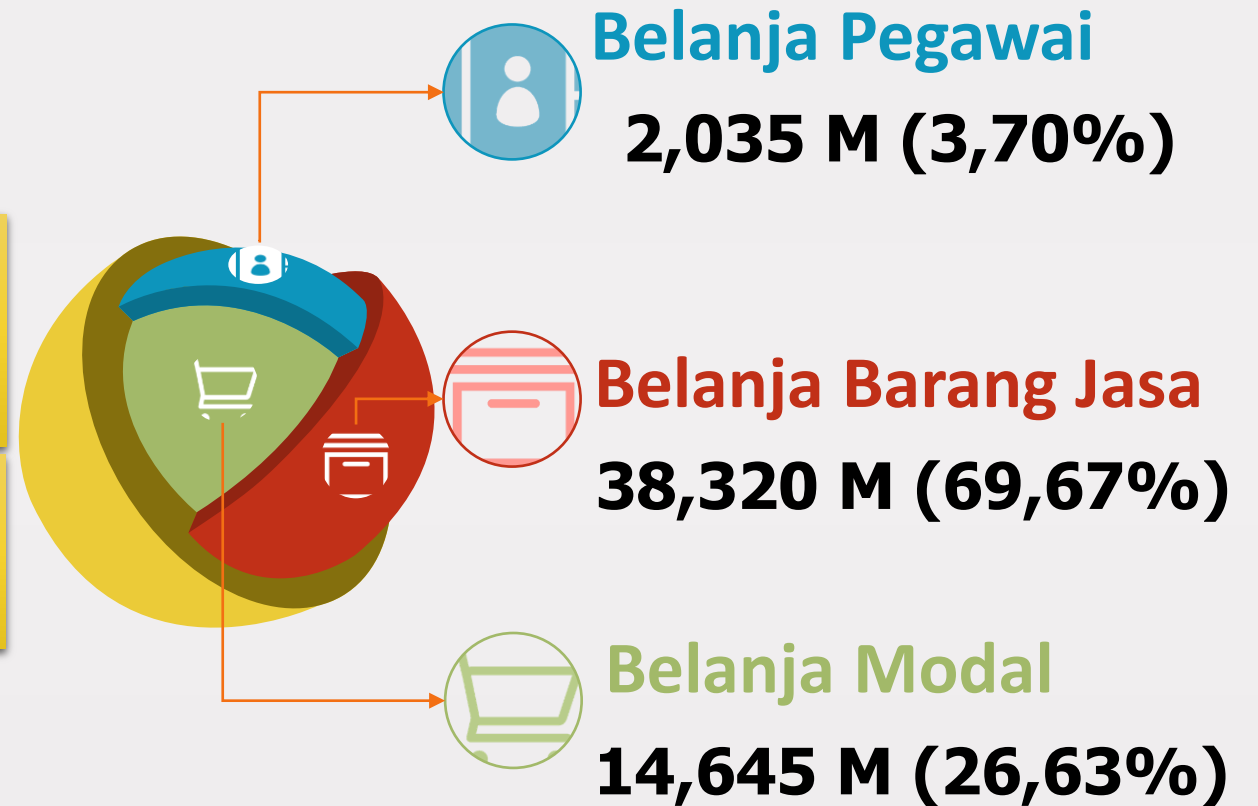 Belanja Pegawai
2,035 M (3,70%)
Belanja Barang Jasa
38,320 M (69,67%)
Belanja Modal
14,645 M (26,63%)